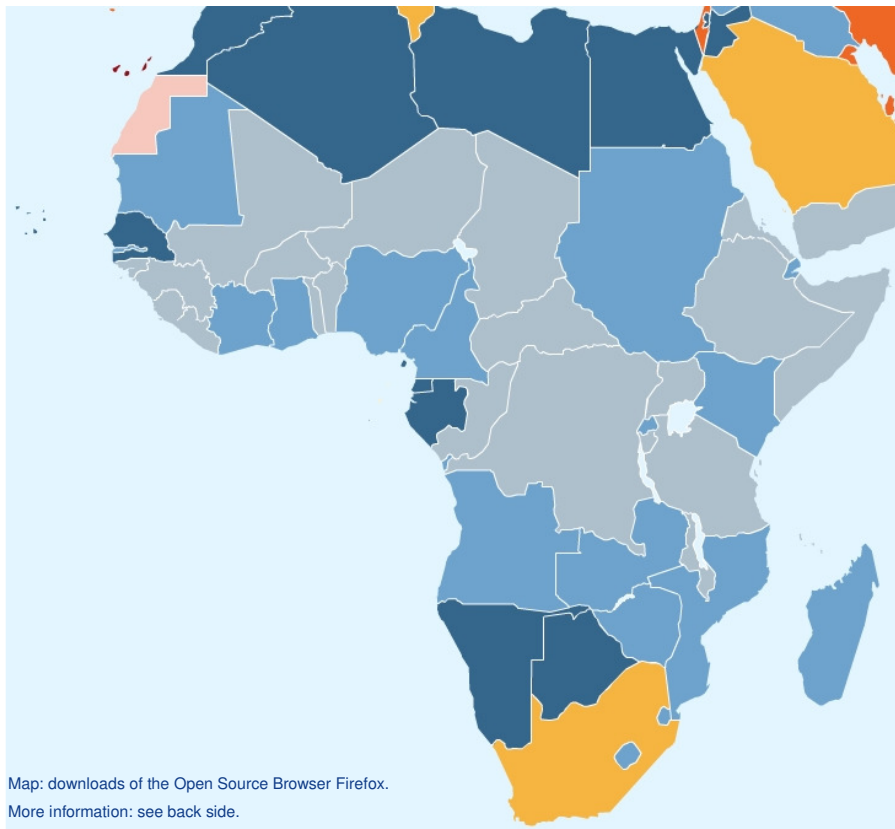 Map: downloads of the Open Source Browser Firefox.
More information: see back side.